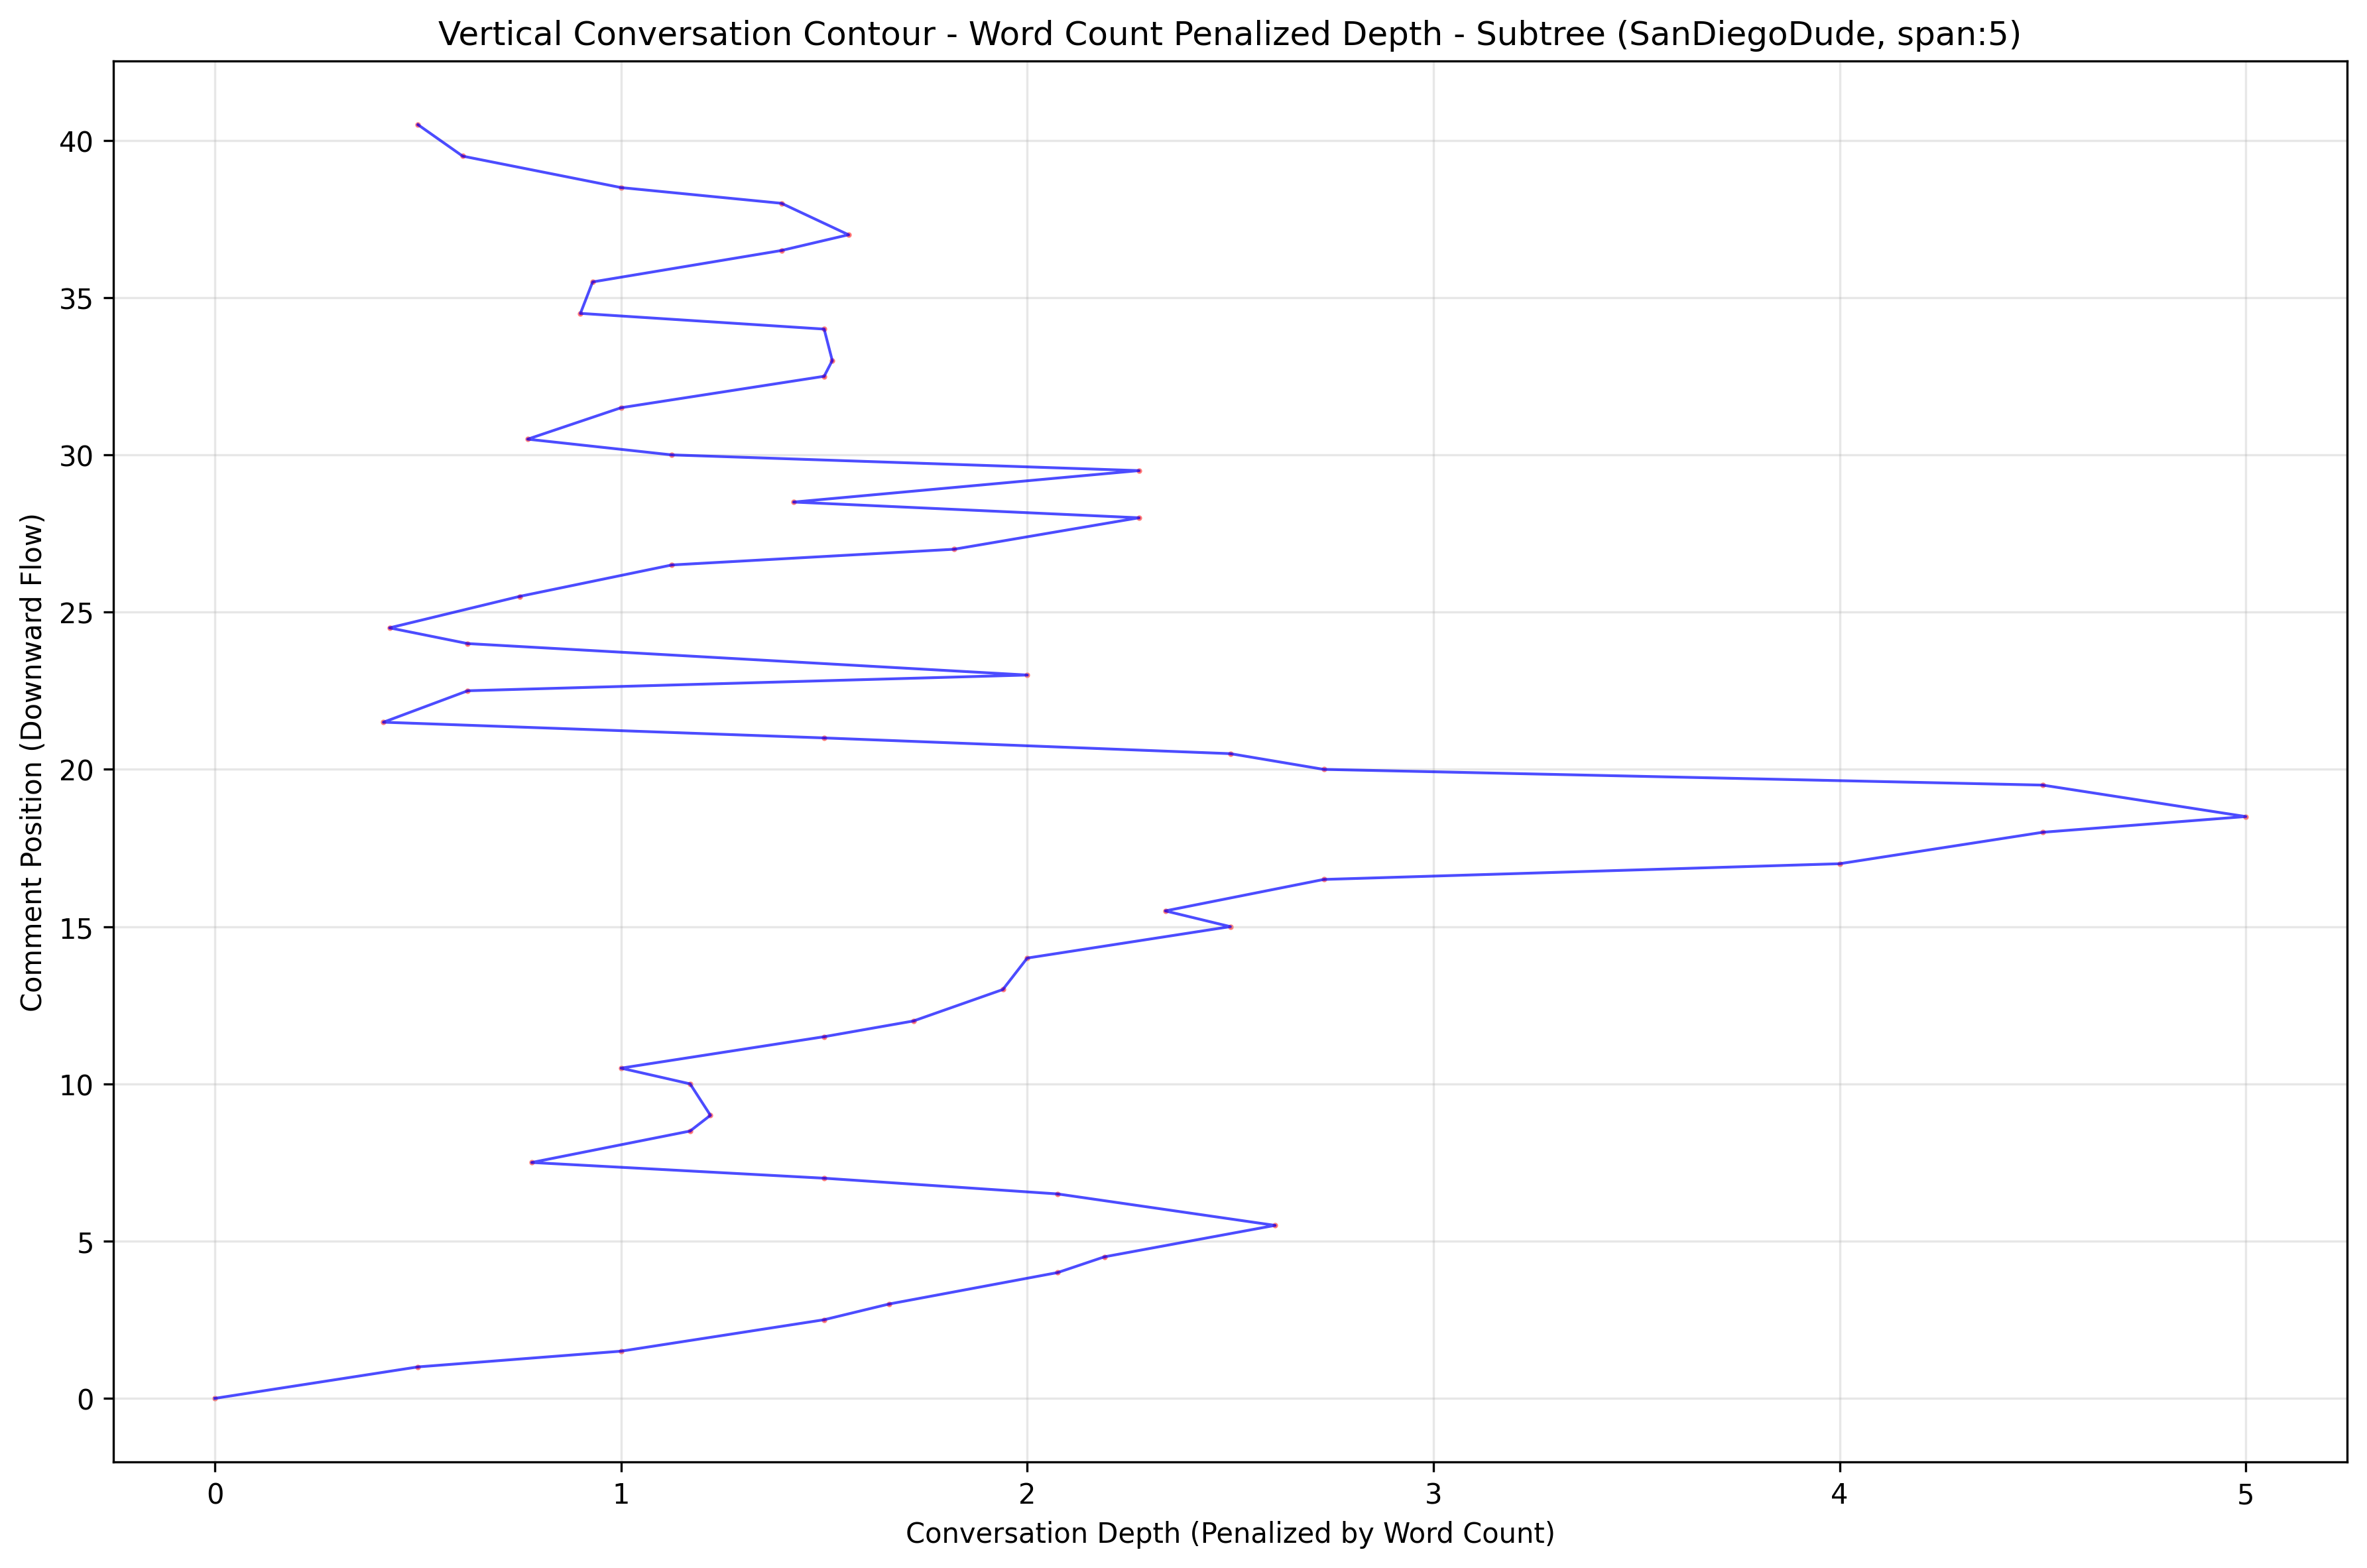 Vertical Conversation Contour - Word Count Penalized Depth - Subtree (SanDiegoDude, span:5)
Comment Position (Downward Flow)
40
35
30
25
20
15
10
5
0
0 1 2 3 4 5
Conversation Depth (Penalized by Word Count)